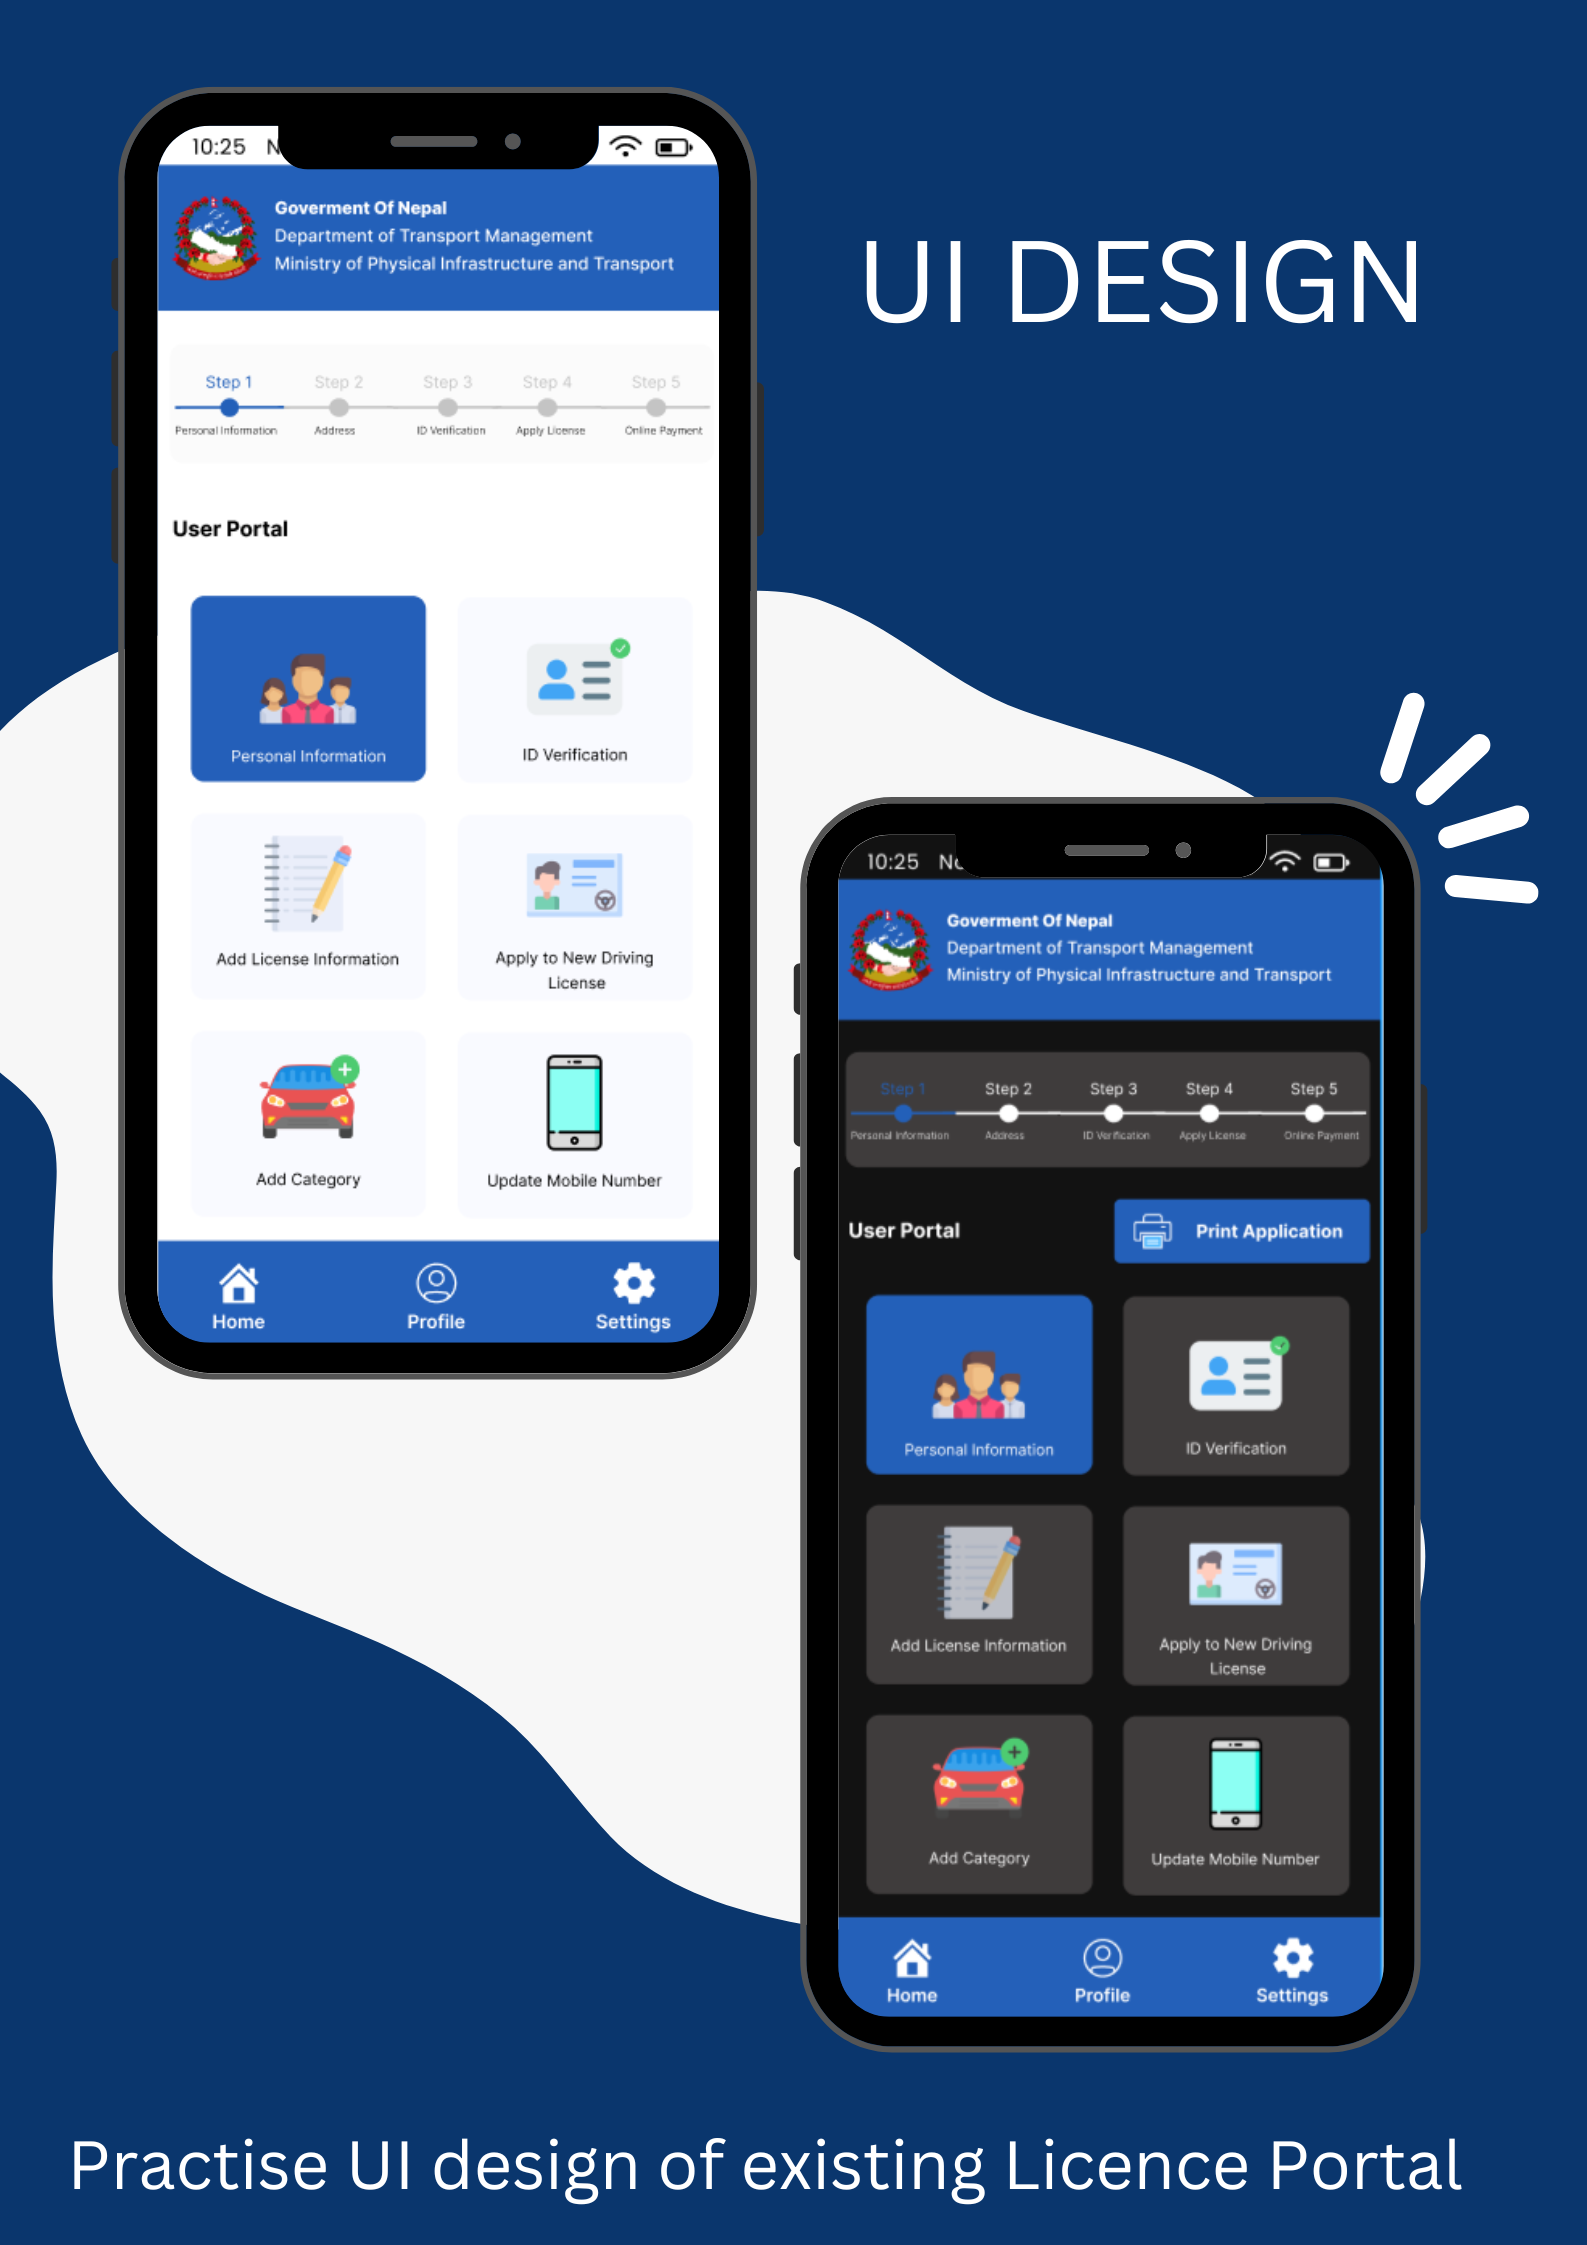 UI DESIGN
10:25
Goverment Of Nepal
Department of Transport Management
Ministry of Physical Infrastructure and Transport
Step 1 Step 2 Step 3 Step 4 Step 5
Personal Information Address ID Verification Apply License Online Payment
User Portal
Personal Information ID Verification
Add License Information Apply to New Driving
License
Add Category Update Mobile Number
Home Profile Settings
10:25
Goverment Of Nepal
Department of Transport Management
Ministry of Physical Infrastructure and Transport
Step 1 Step 2 Step 3 Step 4 Step 5
Personal Information Address ID Verification Apply License Online Payment
User Portal Print Application
Personal Information ID Verification
Add License Information Apply to New Driving
License
Add Category Update Mobile Number
Home Profile Settings
Practise UI design of existing Licence Portal